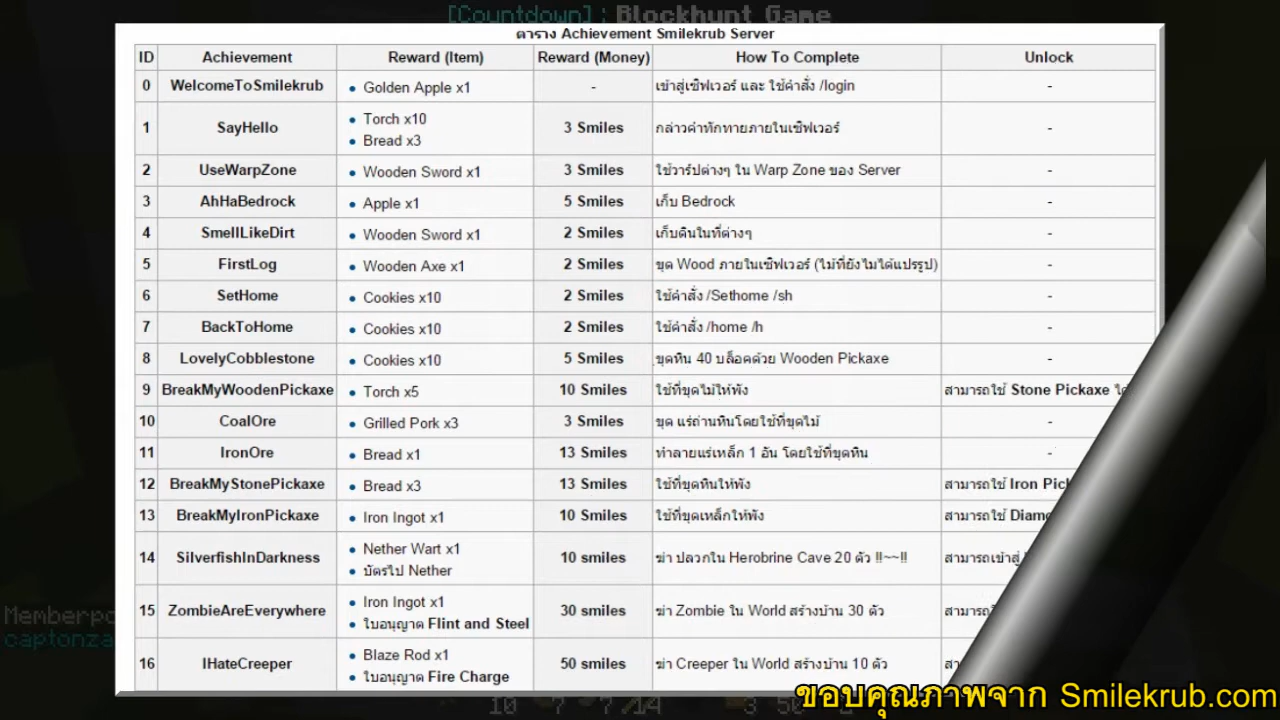 [Countdown] : Blockhunt Game
ตาราง Achievement Smilekrub Server
ID Achievement Reward (Item) Reward (Money) How To Complete Unlock
0 WelcomeToSmilekrub • Golden Apple x1 - เข้าสู่เซิฟเวอร์ และ ใช้คำสั่ง /login -
1 SayHello • Torch x10 3 Smiles กล่าวคำทักทายภายในเซิฟเวอร์ -
• Bread x3
2 UseWarpZone • Wooden Sword x1 3 Smiles ใช้วาร์ปต่างๆ ใน Warp Zone ของ Server -
3 AhHaBedrock • Apple x1 5 Smiles เก็บ Bedrock -
4 SmellLikeDirt • Wooden Sword x1 2 Smiles เก็บดินในที่ต่างๆ -
5 FirstLog • Wooden Axe x1 2 Smiles ขุด Wood ภายในเซิฟเวอร์ (ไม้ที่ยังไม่ได้แปรรูป) -
6 SetHome • Cookies x10 2 Smiles ใช้คำสั่ง /Sethome /sh -
7 BackToHome • Cookies x10 2 Smiles ใช้คำสั่ง /home /h -
8 LovelyCobblestone • Cookies x10 5 Smiles ขุดหิน 40 บล็อคด้วย Wooden Pickaxe -
9 BreakMyWoodenPickaxe • Torch x5 10 Smiles ใช้ที่ขุดไม้ให้พัง สามารถใช้ Stone Pickaxe
10 CoalOre • Grilled Pork x3 3 Smiles ขุด แร่ถ่านหินโดยใช้ที่ขุดไม้ -
11 IronOre • Bread x1 13 Smiles ทำลายแร่เหล็ก 1 อัน โดยใช้ที่ขุดหิน -
12 BreakMyStonePickaxe • Bread x3 13 Smiles ใช้ที่ขุดหินให้พัง สามารถใช้ Iron Pick
13 BreakMyIronPickaxe • Iron Ingot x1 10 Smiles ใช้ที่ขุดเหล็กให้พัง สามารถใช้ Diamo
14 SilverfishInDarkness • Nether Wart x1 10 smiles ฆ่า ปลวกใน Herobrine Cave 20 ตัว !!~~!! สามารถเข้าสู่
• บัตรไป Nether
15 ZombieAreEverywhere • Iron Ingot x1 30 smiles ฆ่า Zombie ใน World สร้างบ้าน 30 ตัว สามารถ
• ใบอนุญาต Flint and Steel
16 IHateCreeper • Blaze Rod x1 50 smiles ฆ่า Creeper ใน World สร้างบ้าน 10 ตัว
• ใบอนุญาต Fire Charge
Memberpo
captonza
ขอบคุณภาพจาก Smilekrub.com